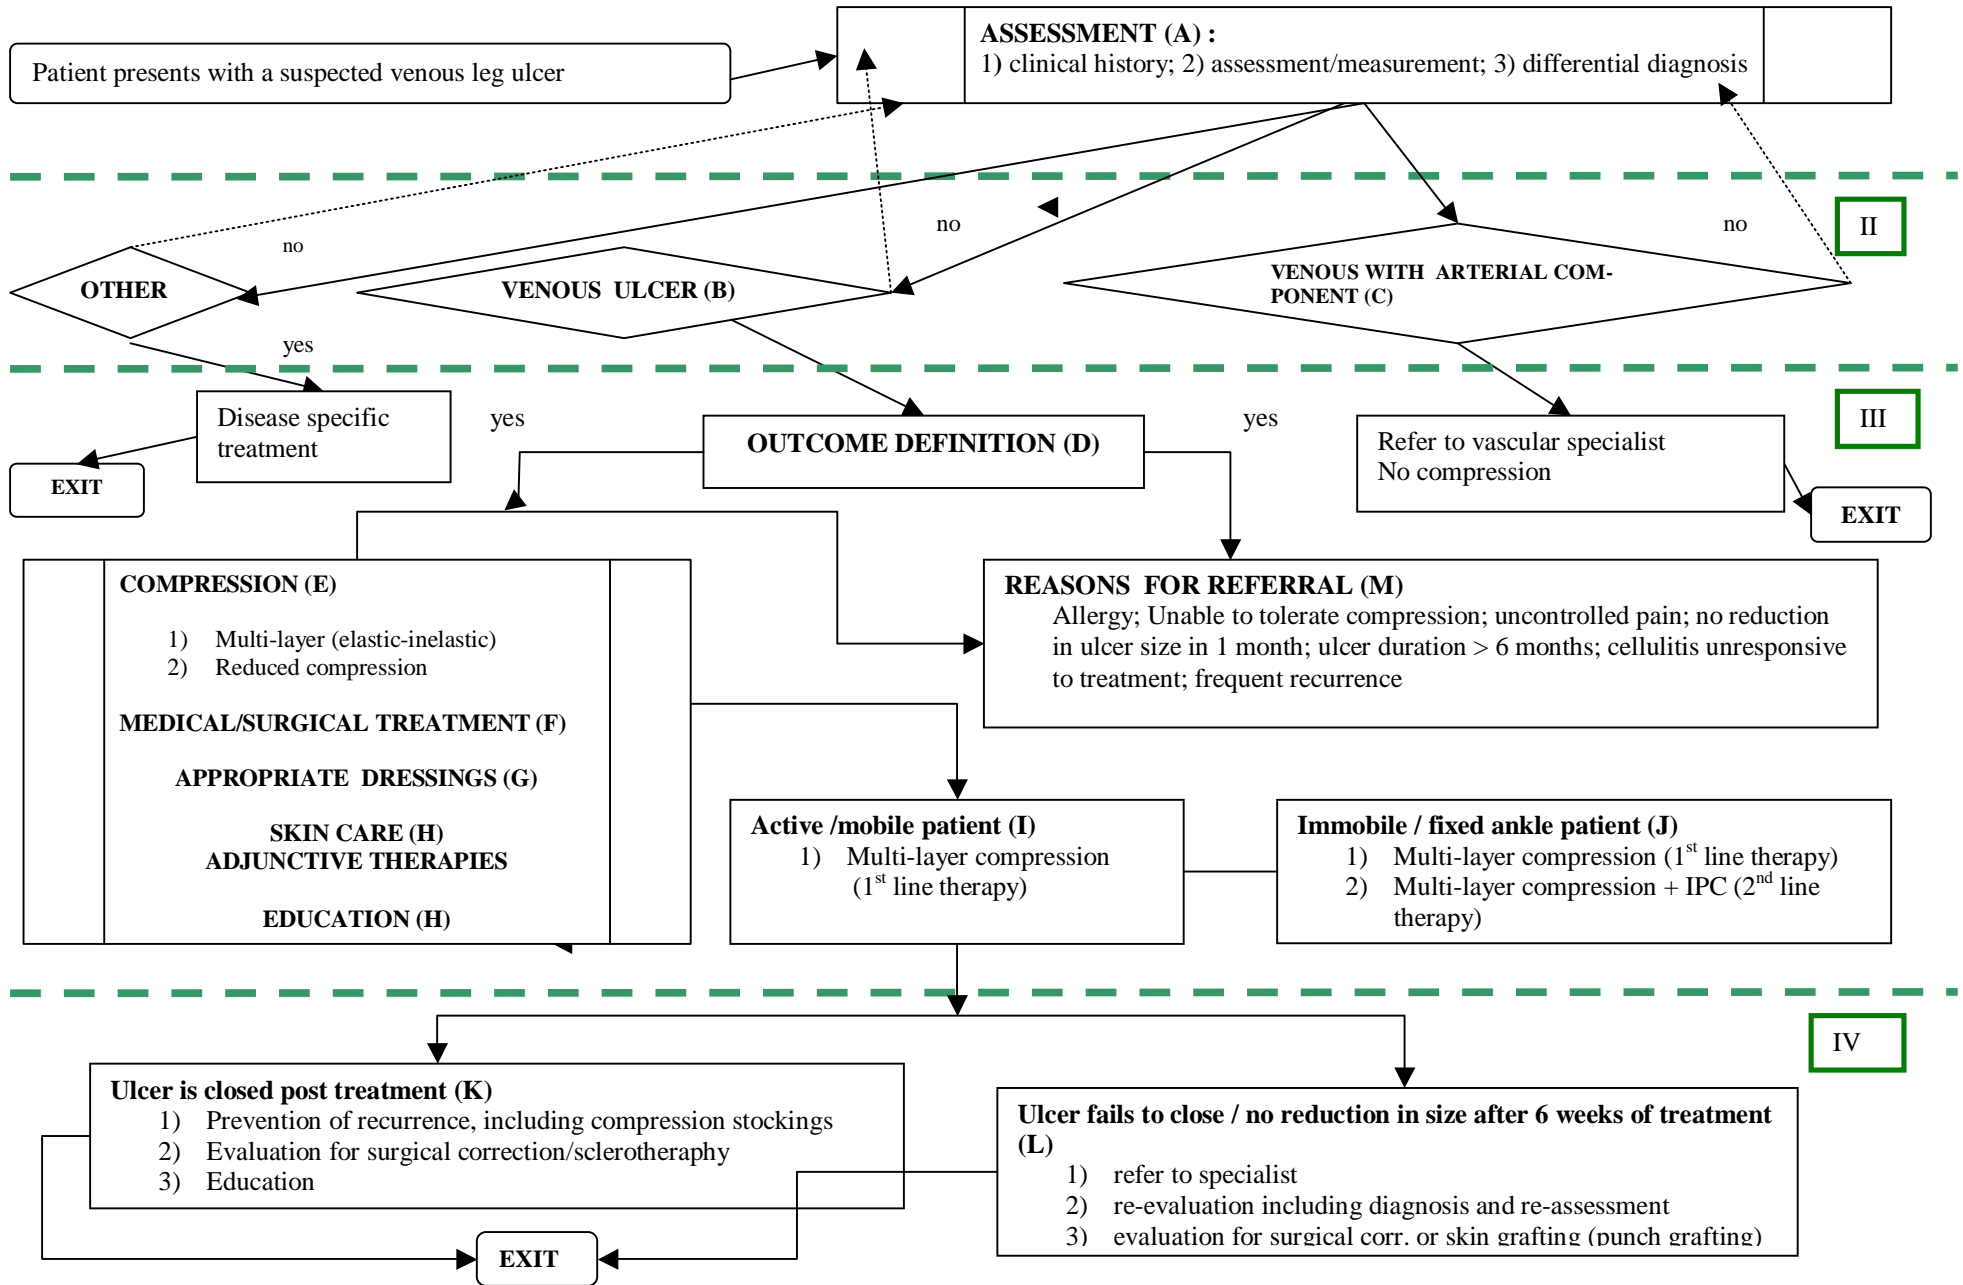 ASSESSMENT (A) :
1) clinical history; 2) assessment/measurement; 3) differential diagnosis
Patient presents with a suspected venous leg ulcer
no
no
no
II
OTHER
VENOUS ULCER (B)
VENOUS WITH ARTERIAL COM-
PONENT (C)
yes
Disease specific
treatment
yes
OUTCOME DEFINITION (D)
yes
Refer to vascular specialist
No compression
III
EXIT
EXIT
COMPRESSION (E)
1) Multi-layer (elastic-inelastic)
2) Reduced compression
MEDICAL/SURGICAL TREATMENT (F)
APPROPRIATE DRESSINGS (G)
SKIN CARE (H)
ADJUNCTIVE THERAPIES
EDUCATION (H)
REASONS FOR REFERRAL (M)
Allergy; Unable to tolerate compression; uncontrolled pain; no reduction
in ulcer size in 1 month; ulcer duration > 6 months; cellulitis unresponsive
to treatment; frequent recurrence
Active /mobile patient (I)
1) Multi-layer compression
(1st line therapy)
Immobile / fixed ankle patient (J)
1) Multi-layer compression (1st line therapy)
2) Multi-layer compression + IPC (2nd line
therapy)
IV
Ulcer is closed post treatment (K)
1) Prevention of recurrence, including compression stockings
2) Evaluation for surgical correction/sclerotheraphy
3) Education
Ulcer fails to close / no reduction in size after 6 weeks of treatment
(L)
1) refer to specialist
2) re-evaluation including diagnosis and re-assessment
3) evaluation for surgical corr. or skin grafting (punch grafting)
EXIT